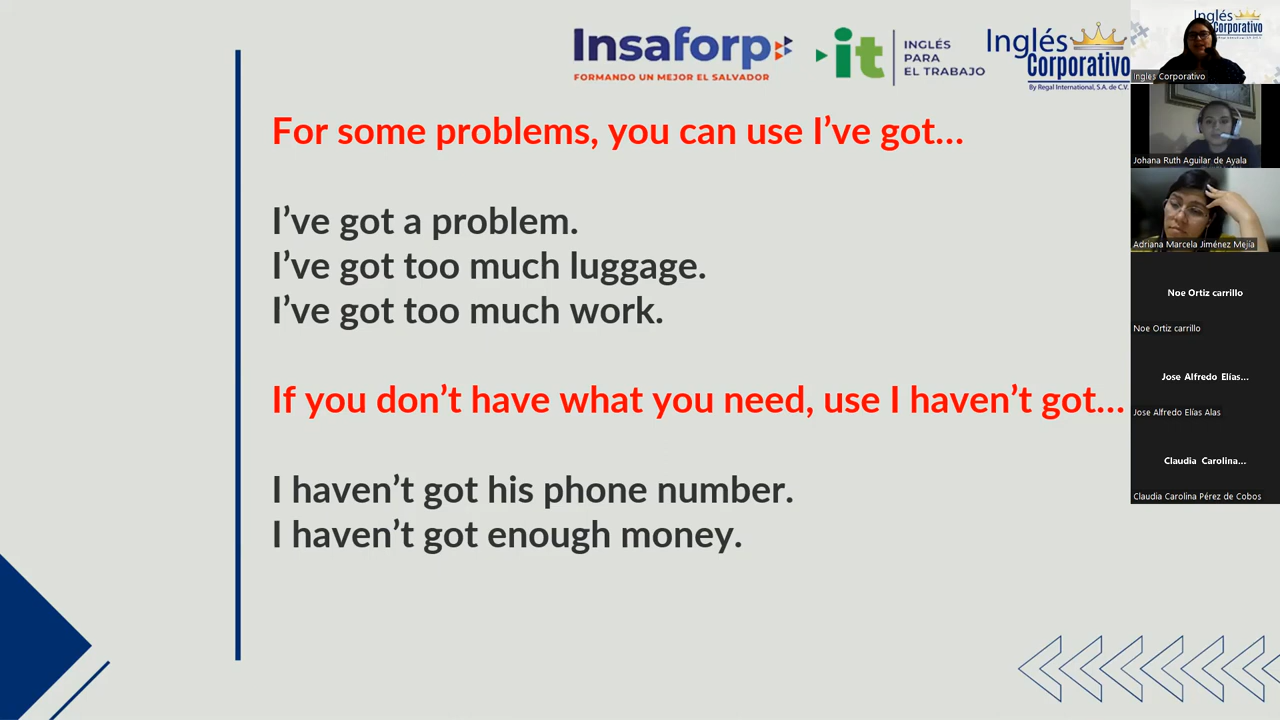 Insaforp
FORMANDO UN MEJOR EL SALVADOR
it
INGLÉS
PARA
EL TRABAJO
Inglés
Corporativo
By Regal International, S.A. de C.V.
For some problems, you can use I’ve got...
I’ve got a problem.
I’ve got too much luggage.
I’ve got too much work.
If you don’t have what you need, use I haven’t got...
I haven’t got his phone number.
I haven’t got enough money.
Inglés
Corporativo
Ingles Corporativo
Johana Ruth Aguilar de Ayala
Adriana Marcela Jiménez Mejía
Noe Ortiz carrillo
Noe Ortiz carrillo
Jose Alfredo Elías...
Jose Alfredo Elías Alas
Claudia Carolina...
Claudia Carolina Pérez de Cobos